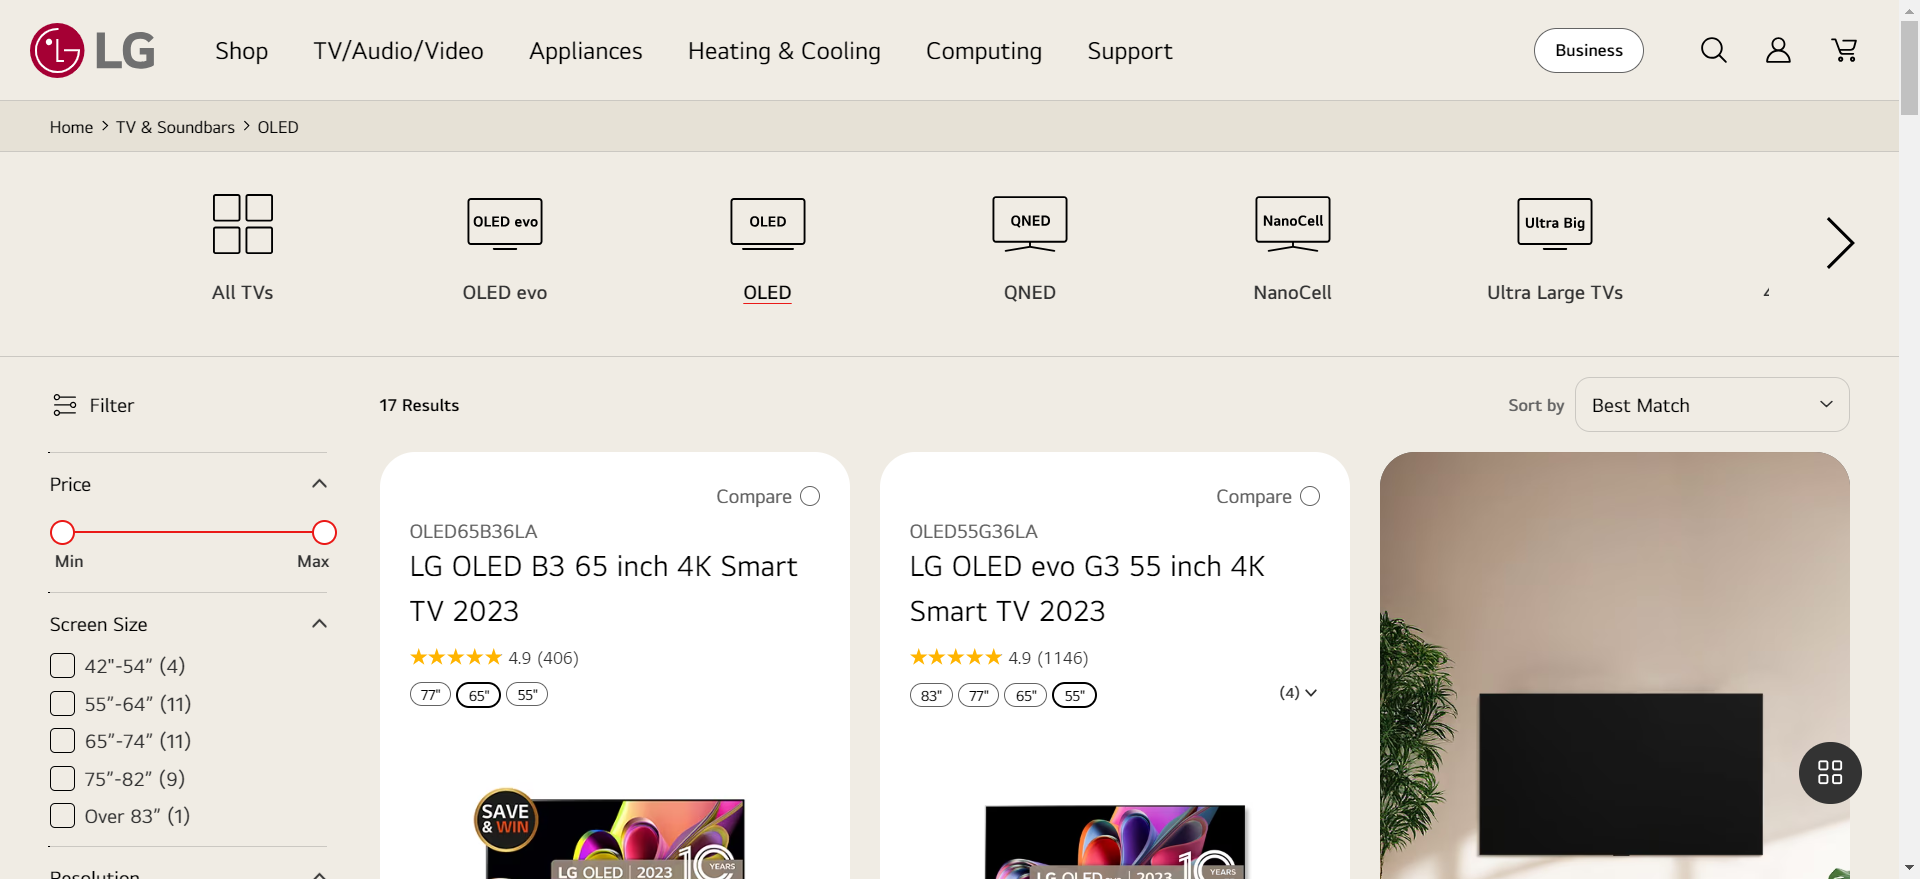 LG
Shop
TV/Audio/Video
Appliances
Heating & Cooling
Computing
Support
Business
Home > TV & Soundbars > OLED
All TVs
OLED evo
OLED evo
OLED
OLED
QNED
QNED
NanoCell
NanoCell
Ultra Big
Ultra Large TVs
Filter
17 Results
Sort by
Best Match
Price
Min
Max
Screen Size
42"-54” (4)
55”-64” (11)
65”-74” (11)
75”-82” (9)
Over 83” (1)
Resolution
Compare
OLED65B36LA
LG OLED B3 65 inch 4K Smart
TV 2023
4.9 (406)
77"
65"
55"
SAVE
& WIN
LG OLED | 2023
10 YEARS
Compare
OLED55G36LA
LG OLED evo G3 55 inch 4K
Smart TV 2023
4.9 (1146)
83"
77"
65"
55"
(4)
LG OLED evo | 2023
10 YEARS